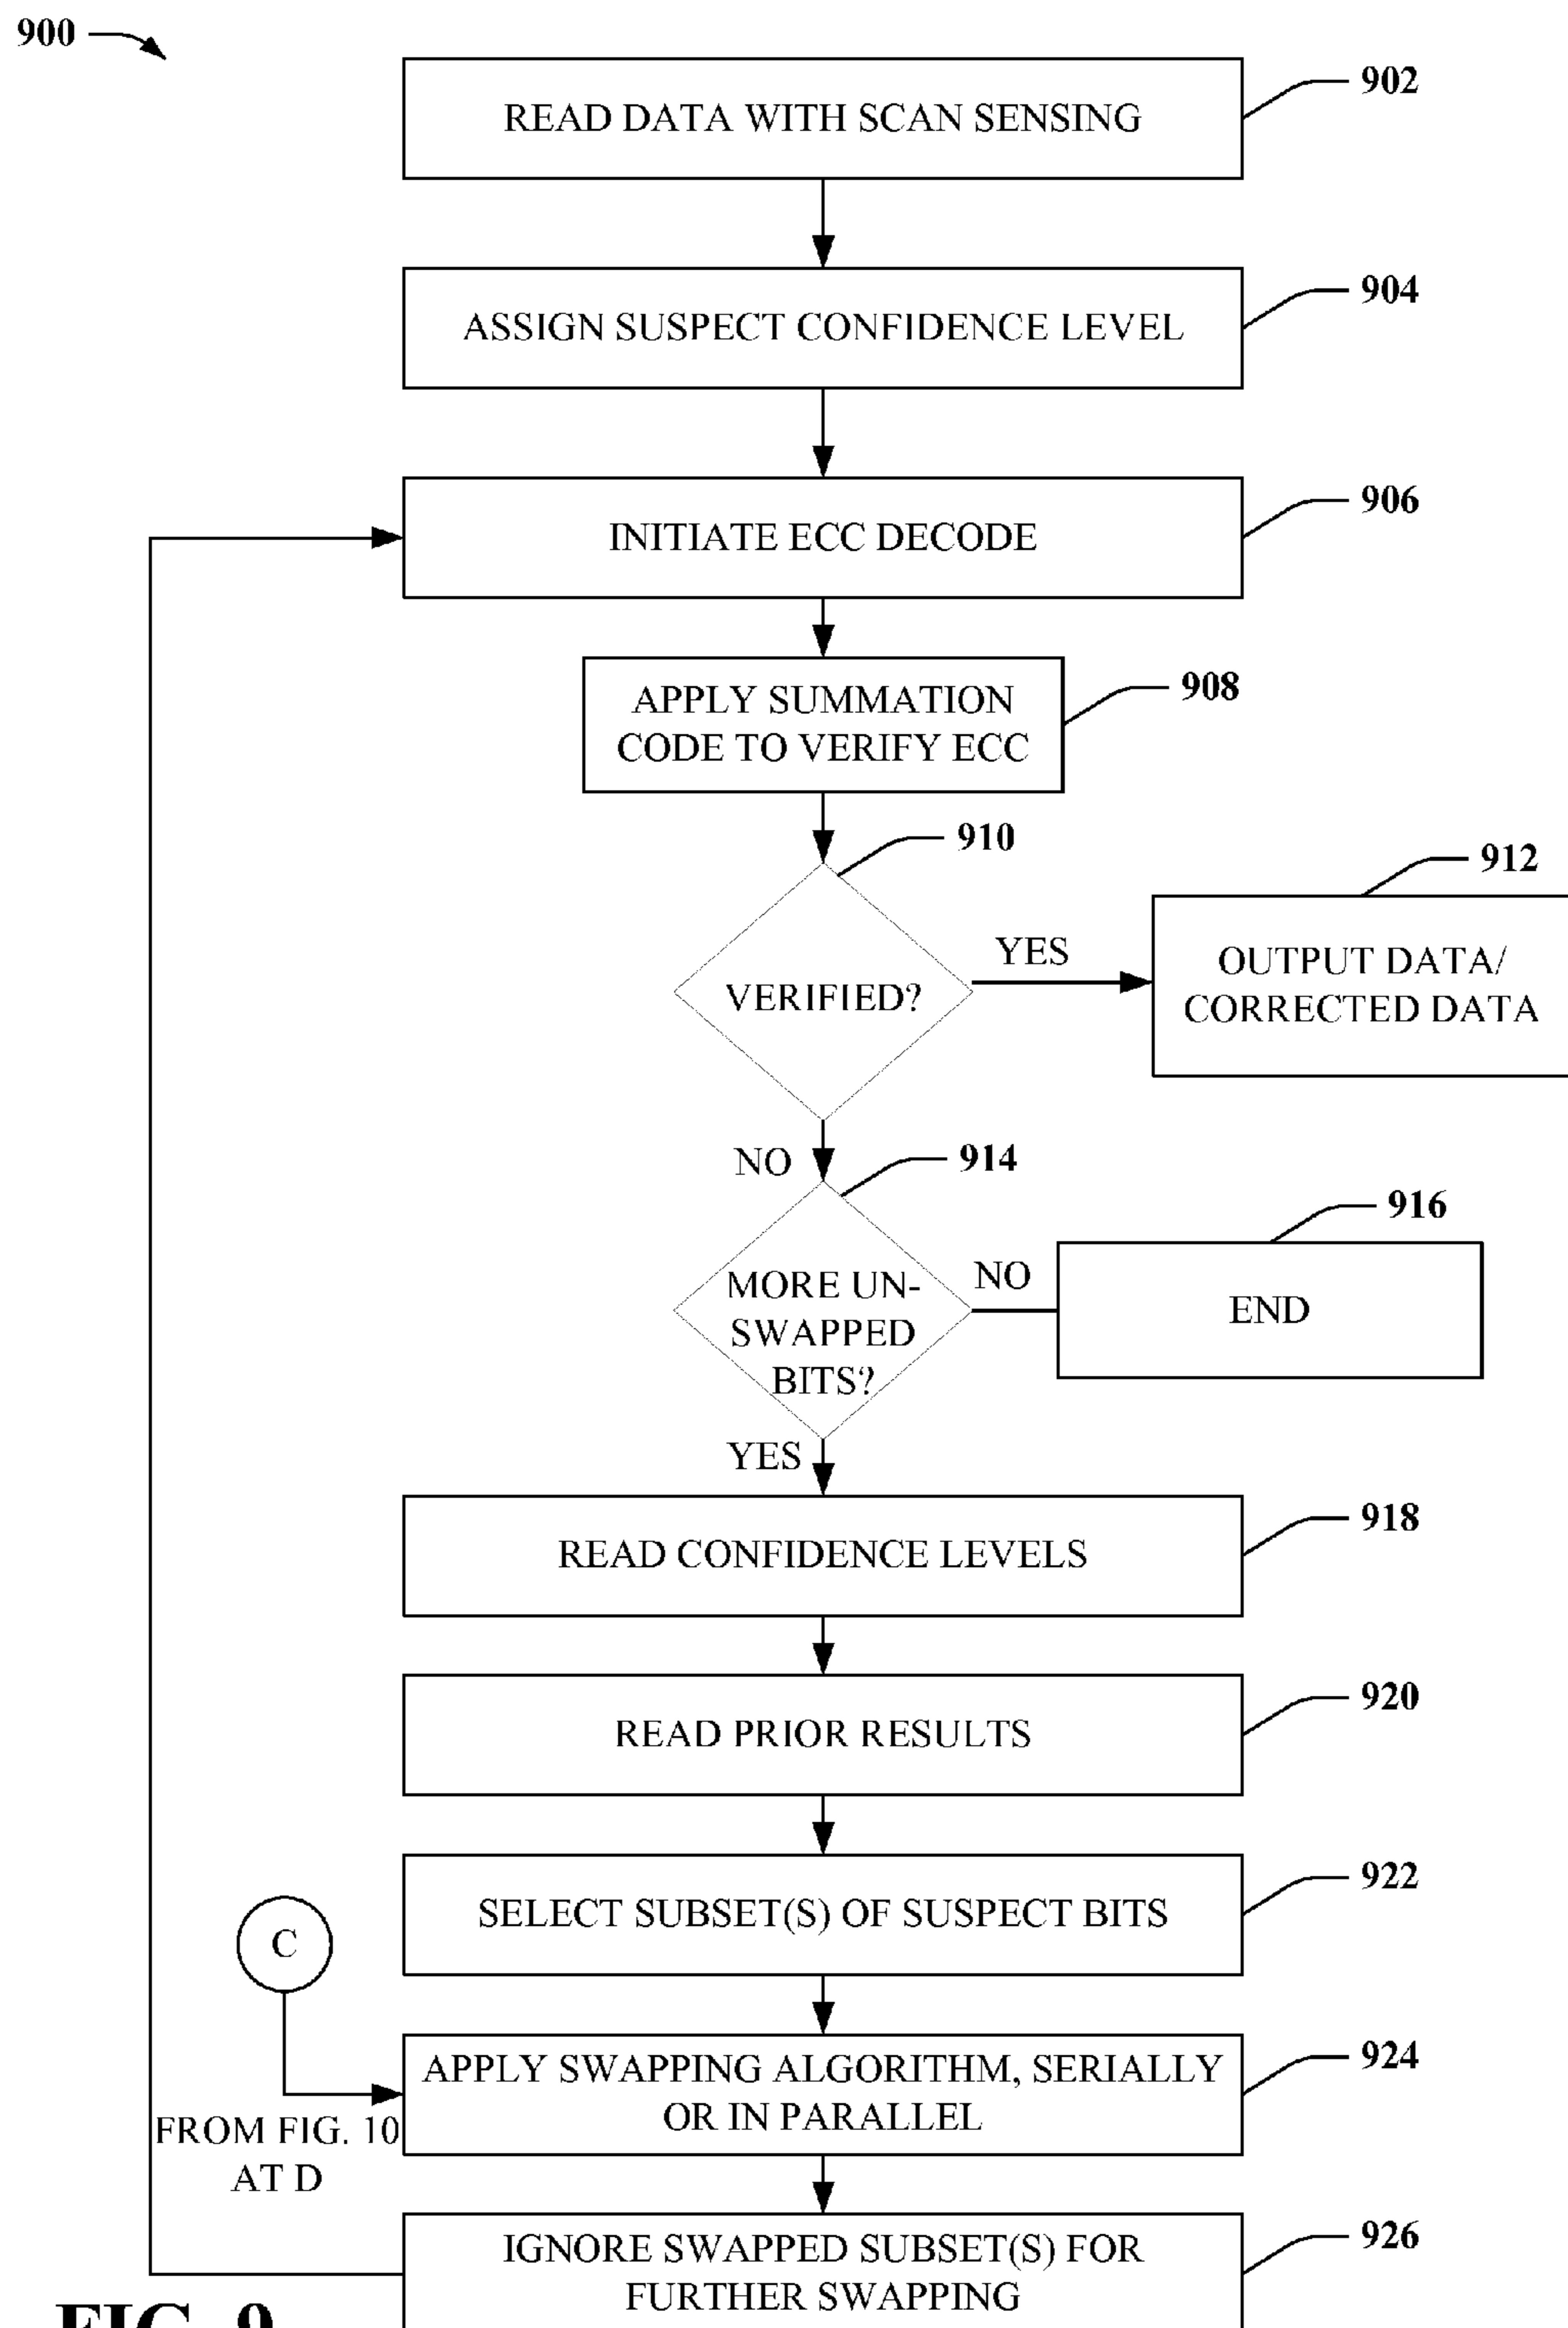 900
READ DATA WITH SCAN SENSING
902
ASSIGN SUSPECT CONFIDENCE LEVEL
904
INITIATE ECC DECODE
906
APPLY SUMMATION
CODE TO VERIFY ECC
908
910
VERIFIED?
YES
912
OUTPUT DATA/
CORRECTED DATA
NO
914
MORE UN-
SWAPPED
BITS?
NO
916
END
YES
READ CONFIDENCE LEVELS
918
READ PRIOR RESULTS
920
SELECT SUBSET(S) OF SUSPECT BITS
922
C
FROM FIG. 10
AT D
APPLY SWAPPING ALGORITHM, SERIALLY
OR IN PARALLEL
924
IGNORE SWAPPED SUBSET(S) FOR
FURTHER SWAPPING
926
FIG. 9